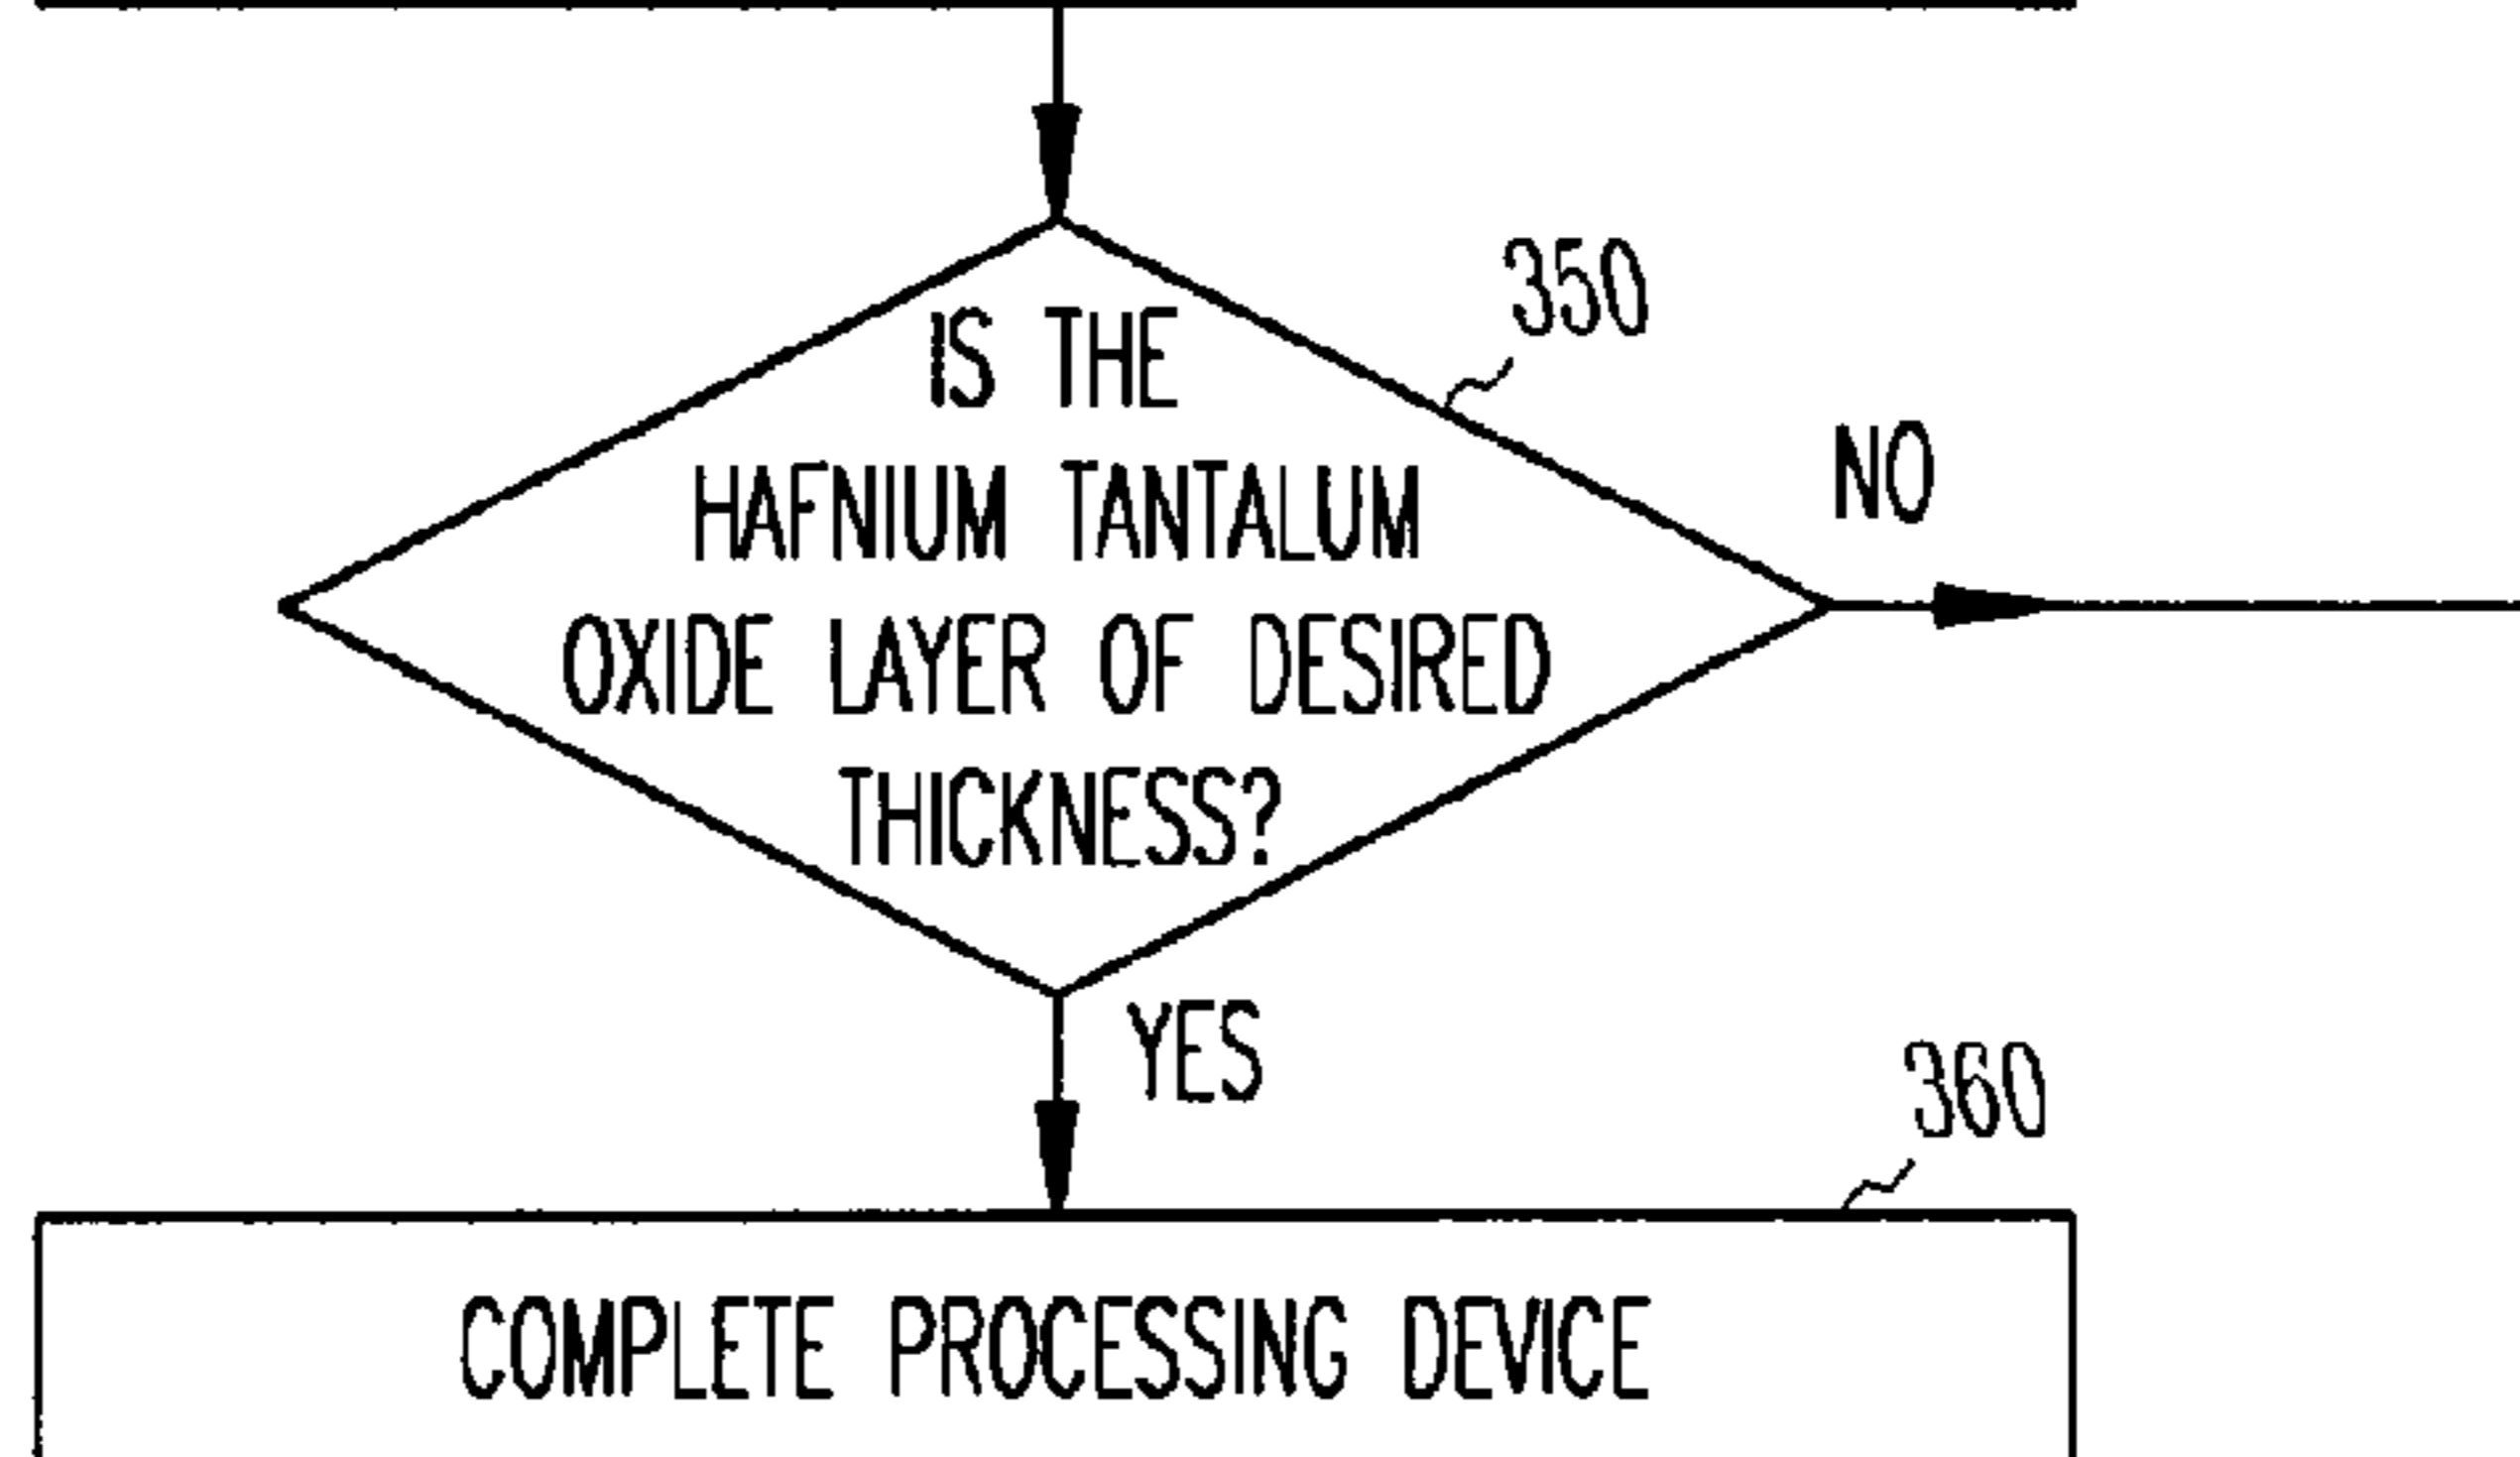 350
IS THE
HAFNIUM TANTALUM
NO
OXIDE LAYER OF DESIRED
THICKNESS?
YES
360
COMPLETE PROCESSING DEVICE